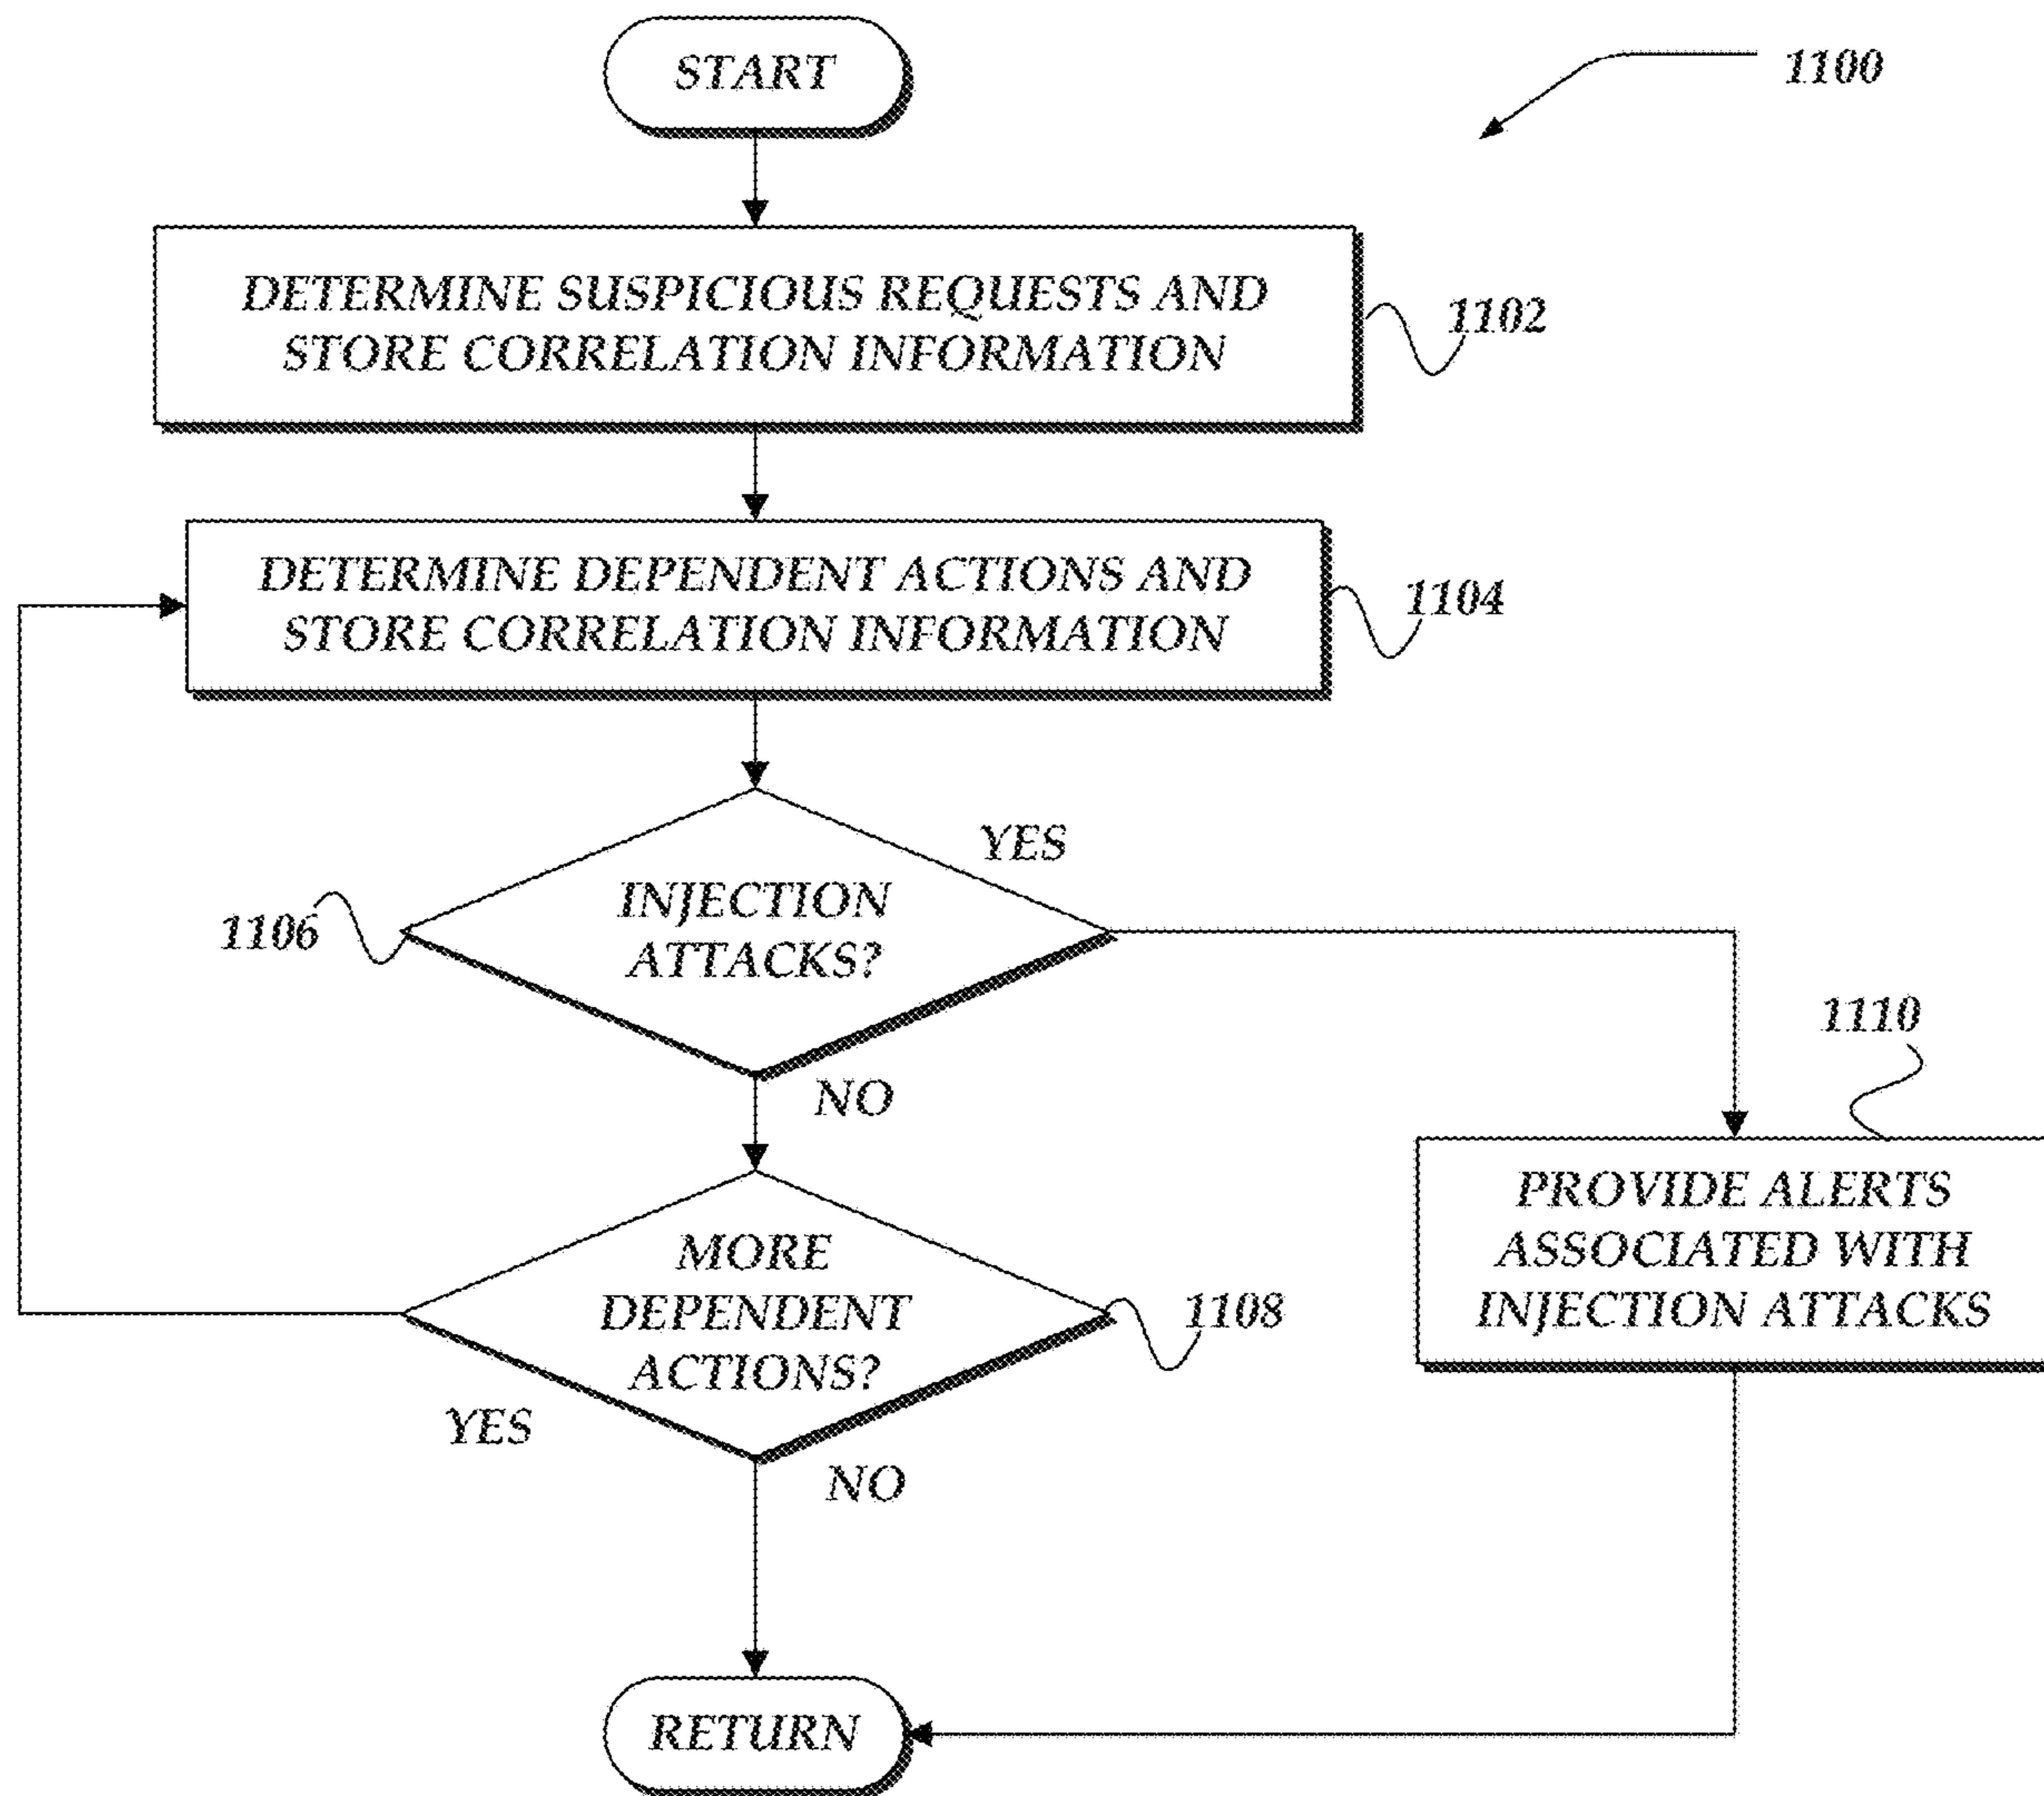 START
1100
DETERMINE SUSPICIOUS REQUESTS AND
STORE CORRELATION INFORMATION
1102
DETERMINE DEPENDENT ACTIONS AND
STORE CORRELATION INFORMATION
1104
YES
INJECTION
ATTACKS?
1106
NO
1110
PROVIDE ALERTS
ASSOCIATED WITH
INJECTION ATTACKS
MORE
DEPENDENT
ACTIONS?
1108
YES
NO
RETURN